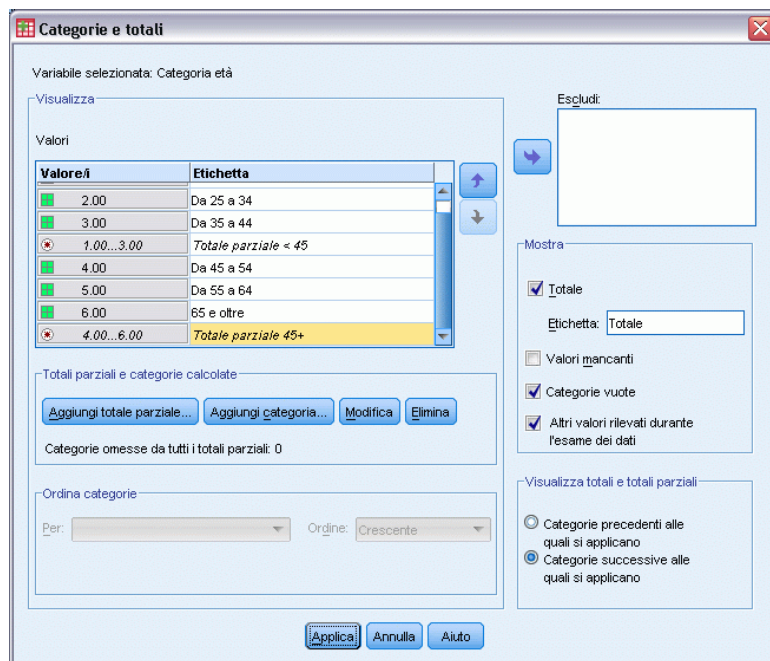 Categorie e totali
Variabile selezionata: Categoria età
Visualizza
Valori
Valore/i Etichetta
2.00 Da 25 a 34
3.00 Da 35 a 44
1.00...3.00 Totale parziale < 45
4.00 Da 45 a 54
5.00 Da 55 a 64
6.00 65 e oltre
4.00...6.00 Totale parziale 45+
Totali parziali e categorie calcolate
Aggiungi totale parziale... Aggiungi categoria... Modifica Elimina
Categorie omesse da tutti i totali parziali: 0
Ordina categorie
Per: Ordine: Crescente
Escludi:
Mostra
Totale
Etichetta: Totale
Valori mancanti
Categorie vuote
Altri valori rilevati durante
l'esame dei dati
Visualizza totali e totali parziali
Categorie precedenti alle
quali si applicano
Categorie successive alle
quali si applicano
Applica Annulla Aiuto